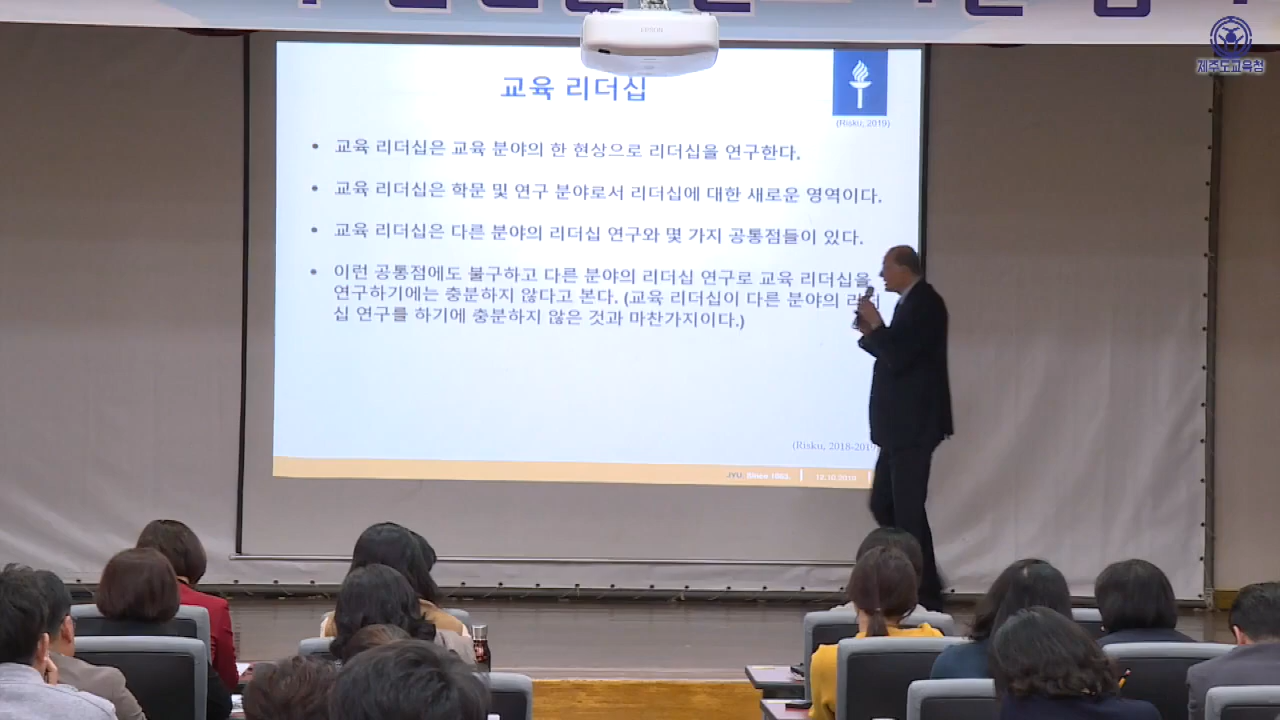 EPSON
제주도교육청
교육 리더십
(Risku, 2019)
• 교육 리더십은 교육 분야의 한 현상으로 리더십을 연구한다.
• 교육 리더십은 학문 및 연구 분야로서 리더십에 대한 새로운 영역이다.
• 교육 리더십은 다른 분야의 리더십 연구와 몇 가지 공통점들이 있다.
• 이런 공통점에도 불구하고 다른 분야의 리더십 연구로 교육 리더십을
연구하기에는 충분하지 않다고 본다. (교육 리더십이 다른 분야의
십 연구를 하기에 충분하지 않은 것과 마찬가지이다.)
(Risku, 2018-2019
JYU Since 1863.
12.10.2019